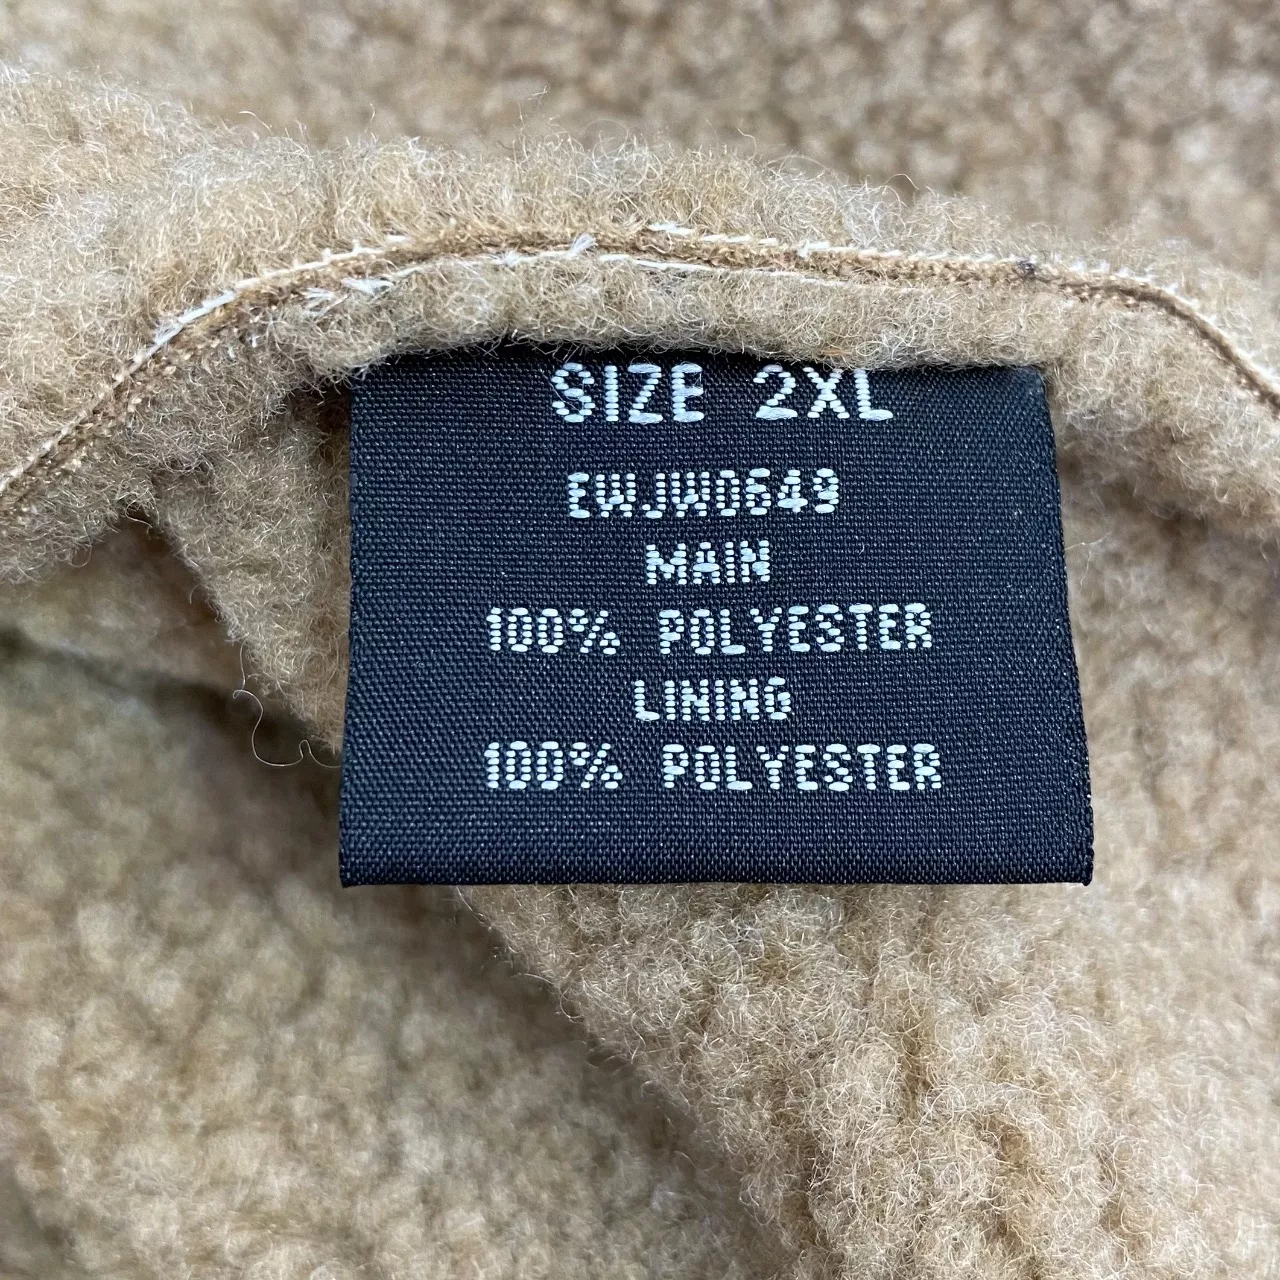 SIZE 2XL
EWJW0649
MAIN
100% POLYESTER
LINING
100% POLYESTER